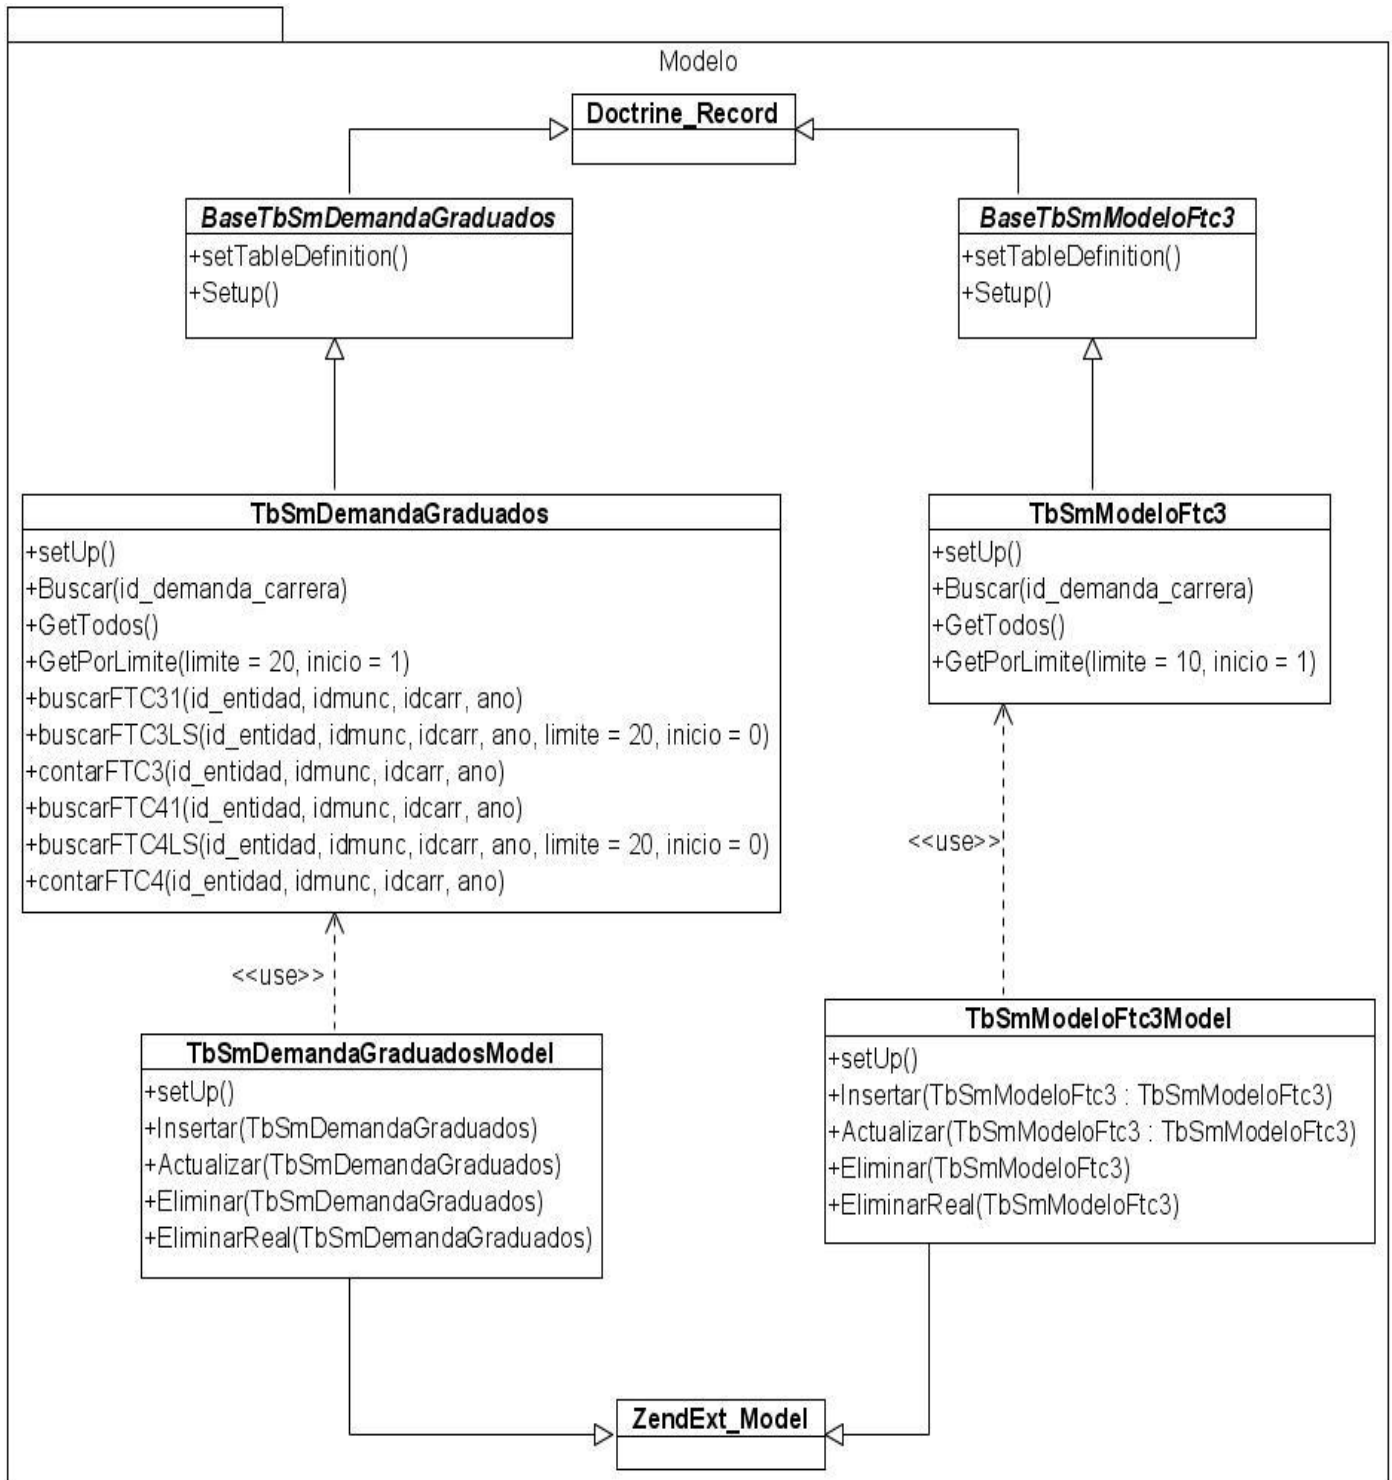 Modelo
Doctrine_Record
BaseTbSmDemandaGraduados
+setTableDefinition()
+Setup()
BaseTbSmModeloFtc3
+setTableDefinition()
+Setup()
TbSmDemandaGraduados
+setUp()
+Buscar(id_demanda_carrera)
+GetTodos()
+GetPorLimite(limite = 20, inicio = 1)
+buscarFTC31(id_entidad, idmunc, idcarr, ano)
+buscarFTC3LS(id_entidad, idmunc, idcarr, ano, limite = 20, inicio = 0)
+contarFTC3(id_entidad, idmunc, idcarr, ano)
+buscarFTC41(id_entidad, idmunc, idcarr, ano)
+buscarFTC4LS(id_entidad, idmunc, idcarr, ano, limite = 20, inicio = 0)
+contarFTC4(id_entidad, idmunc, idcarr, ano)
TbSmModeloFtc3
+setUp()
+Buscar(id_demanda_carrera)
+GetTodos()
+GetPorLimite(limite = 10, inicio = 1)
<<use>>
<<use>>
TbSmDemandaGraduadosModel
+setUp()
+Insertar(TbSmDemandaGraduados)
+Actualizar(TbSmDemandaGraduados)
+Eliminar(TbSmDemandaGraduados)
+EliminarReal(TbSmDemandaGraduados)
TbSmModeloFtc3Model
+setUp()
+Insertar(TbSmModeloFtc3 : TbSmModeloFtc3)
+Actualizar(TbSmModeloFtc3 : TbSmModeloFtc3)
+Eliminar(TbSmModeloFtc3)
+EliminarReal(TbSmModeloFtc3)
ZendExt_Model